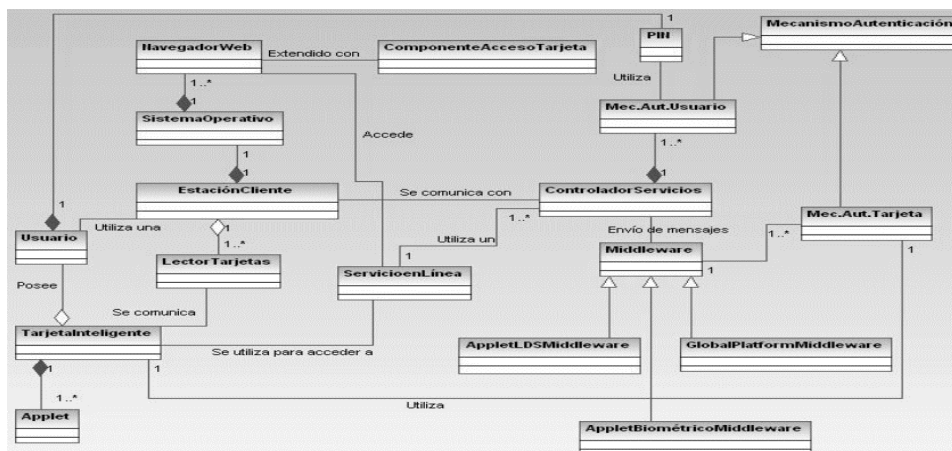 1
MecanismoAutenticación
NavegadorWeb
Extendido con
ComponenteAccesoTarjeta
PIN
1..*
Utiliza
1
SistemaOperativo
Mec.Aut.Usuario
Accede
1
1..*
1
1
EstaciónCliente
Se comunica con
ControladorServicios
1
Utiliza una
1
1..*
Mec.Aut.Tarjeta
Usuario
Utiliza un
Envío de mensajes
1..*
1..*
LectorTarjetas
1
Middleware
1
1
Posee
ServicioenLínea
Se comunica
TarjetaInteligente
Se utiliza para acceder a
AppletLDSMiddleware
GlobalPlatformMiddleware
1
1
1..*
Utiliza
Applet
AppletBiométricoMiddleware